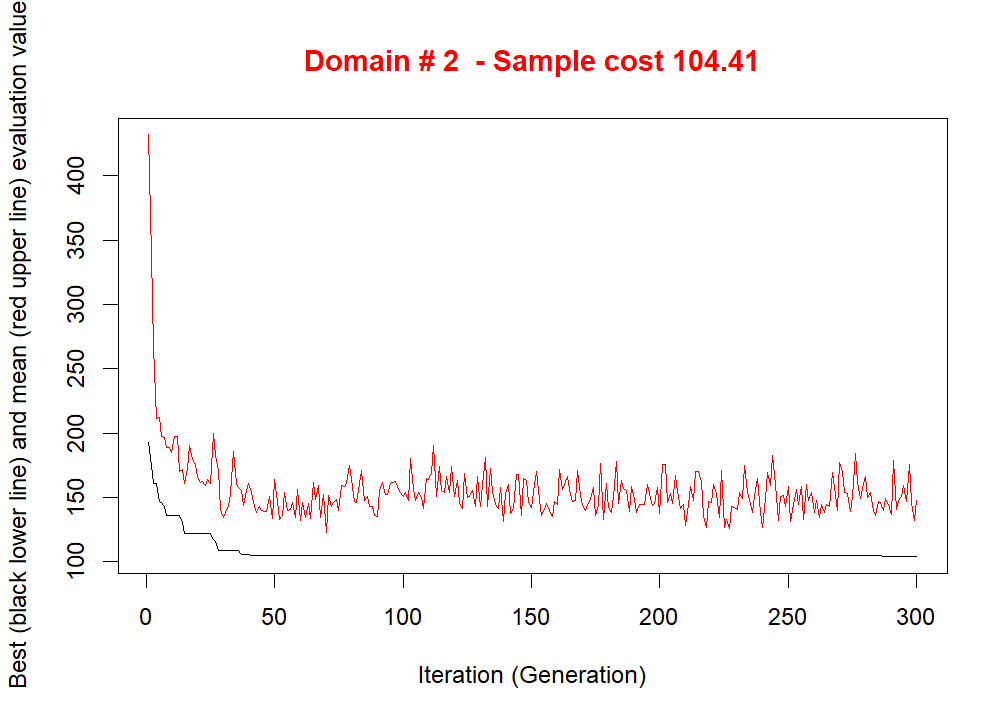 Domain # 2  - Sample cost 104.41
Best (black lower line) and mean (red upper line) evaluation value
400
350
300
250
200
150
100
0 50 100 150 200 250 300
Iteration (Generation)